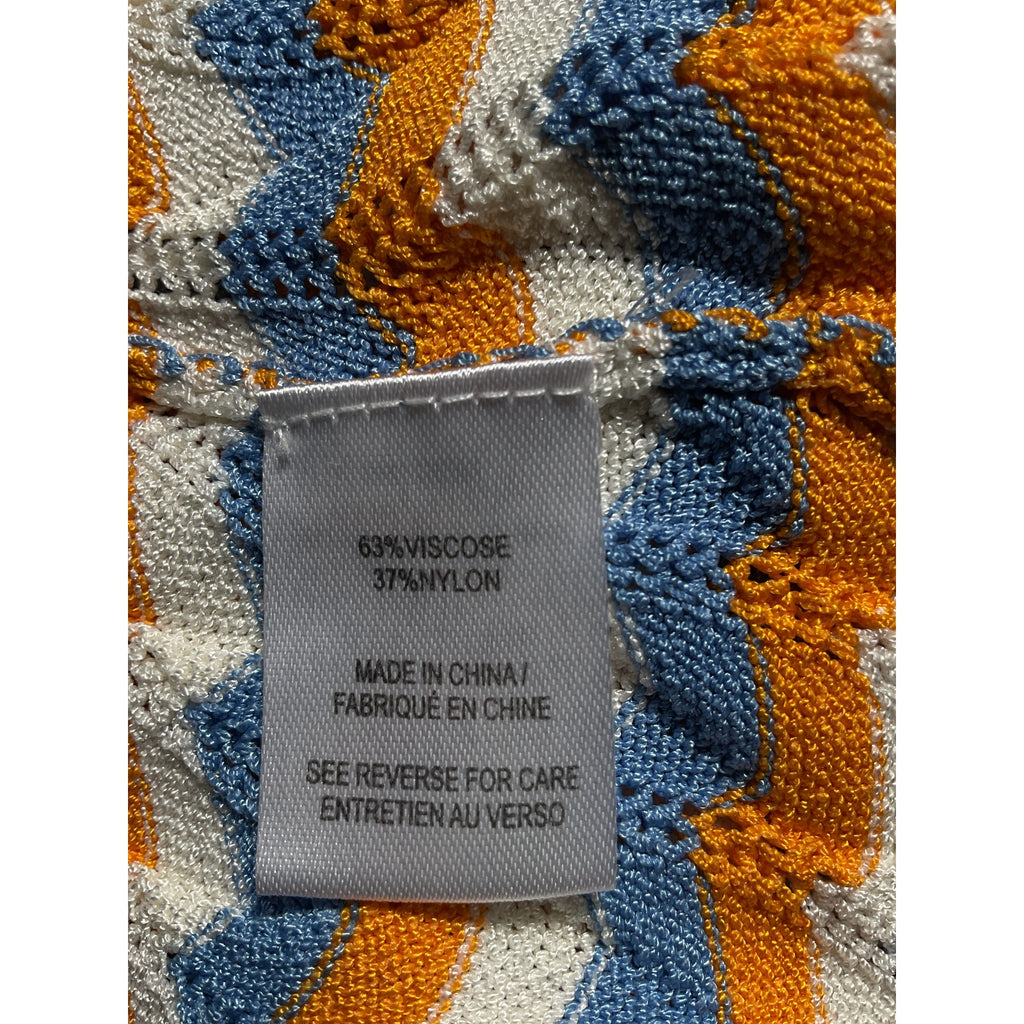 63%VISCOSE
37%NYLON
MADE IN CHINA/
FABRIQUÉ EN CHINE
SEE REVERSE FOR CARE
ENTRETIEN AU VERSO